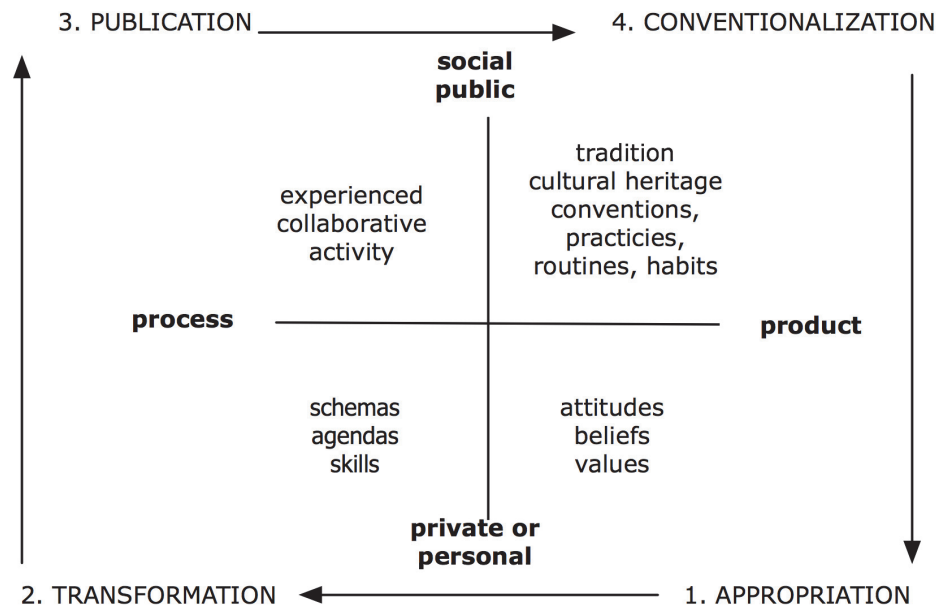 3. PUBLICATION
4. CONVENTIONALIZATION
social
public
experienced
collaborative
activity
tradition
cultural heritage
conventions,
practicies,
routines, habits
process
product
schemas
agendas
skills
attitudes
beliefs
values
private or
personal
2. TRANSFORMATION
1. APPROPRIATION